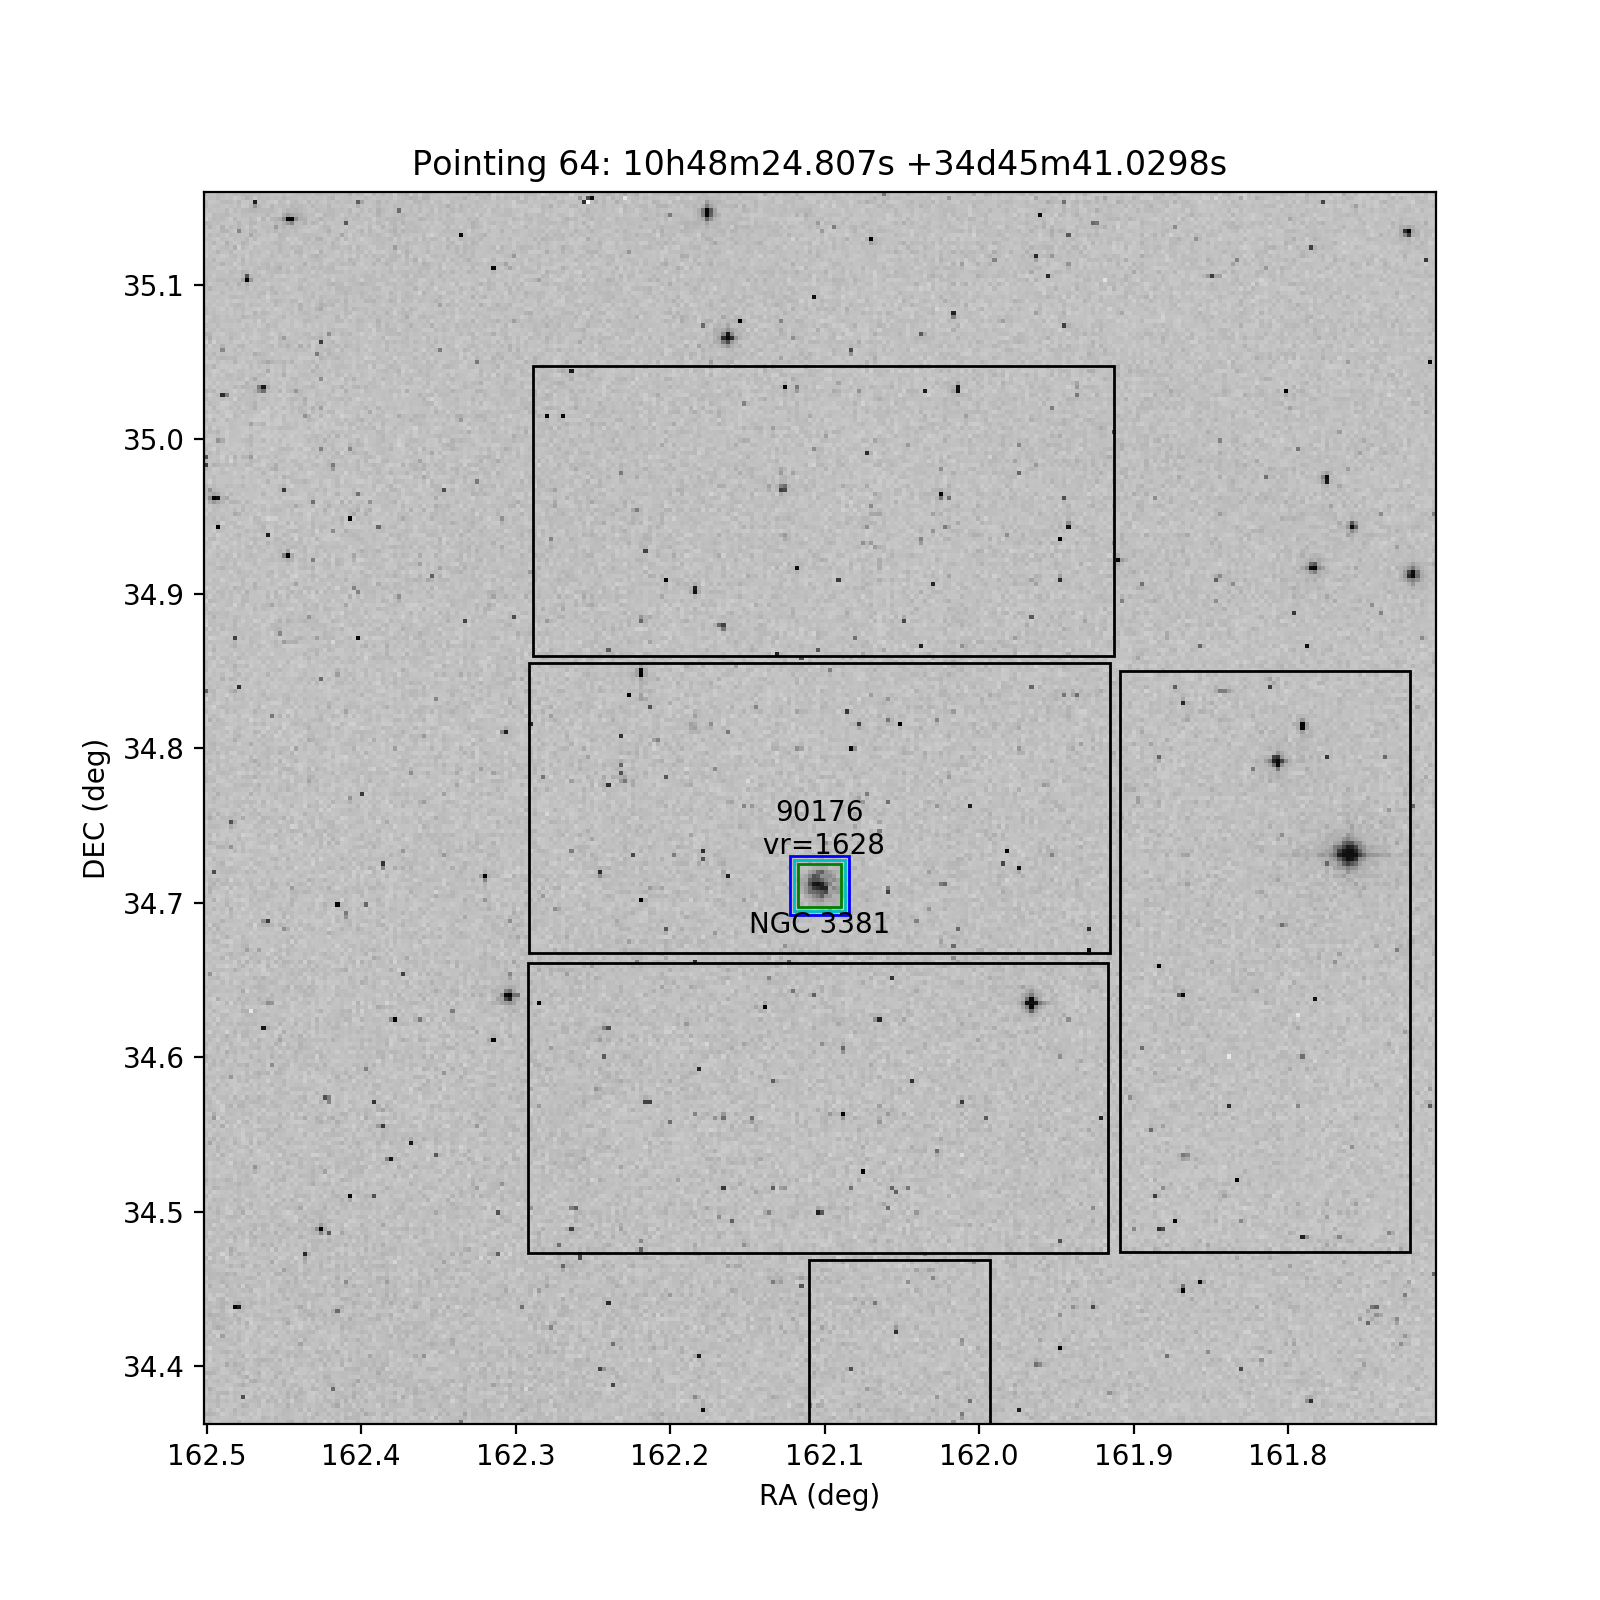 Pointing 64: 10h48m24.807s +34d45m41.0298s
35.1
35.0
34.9
34.8
34.7
34.6
34.5
34.4
DEC (deg)
90176
vr=1628
NGC 3381
162.5 162.4 162.3 162.2 162.1 162.0 161.9 161.8
RA (deg)